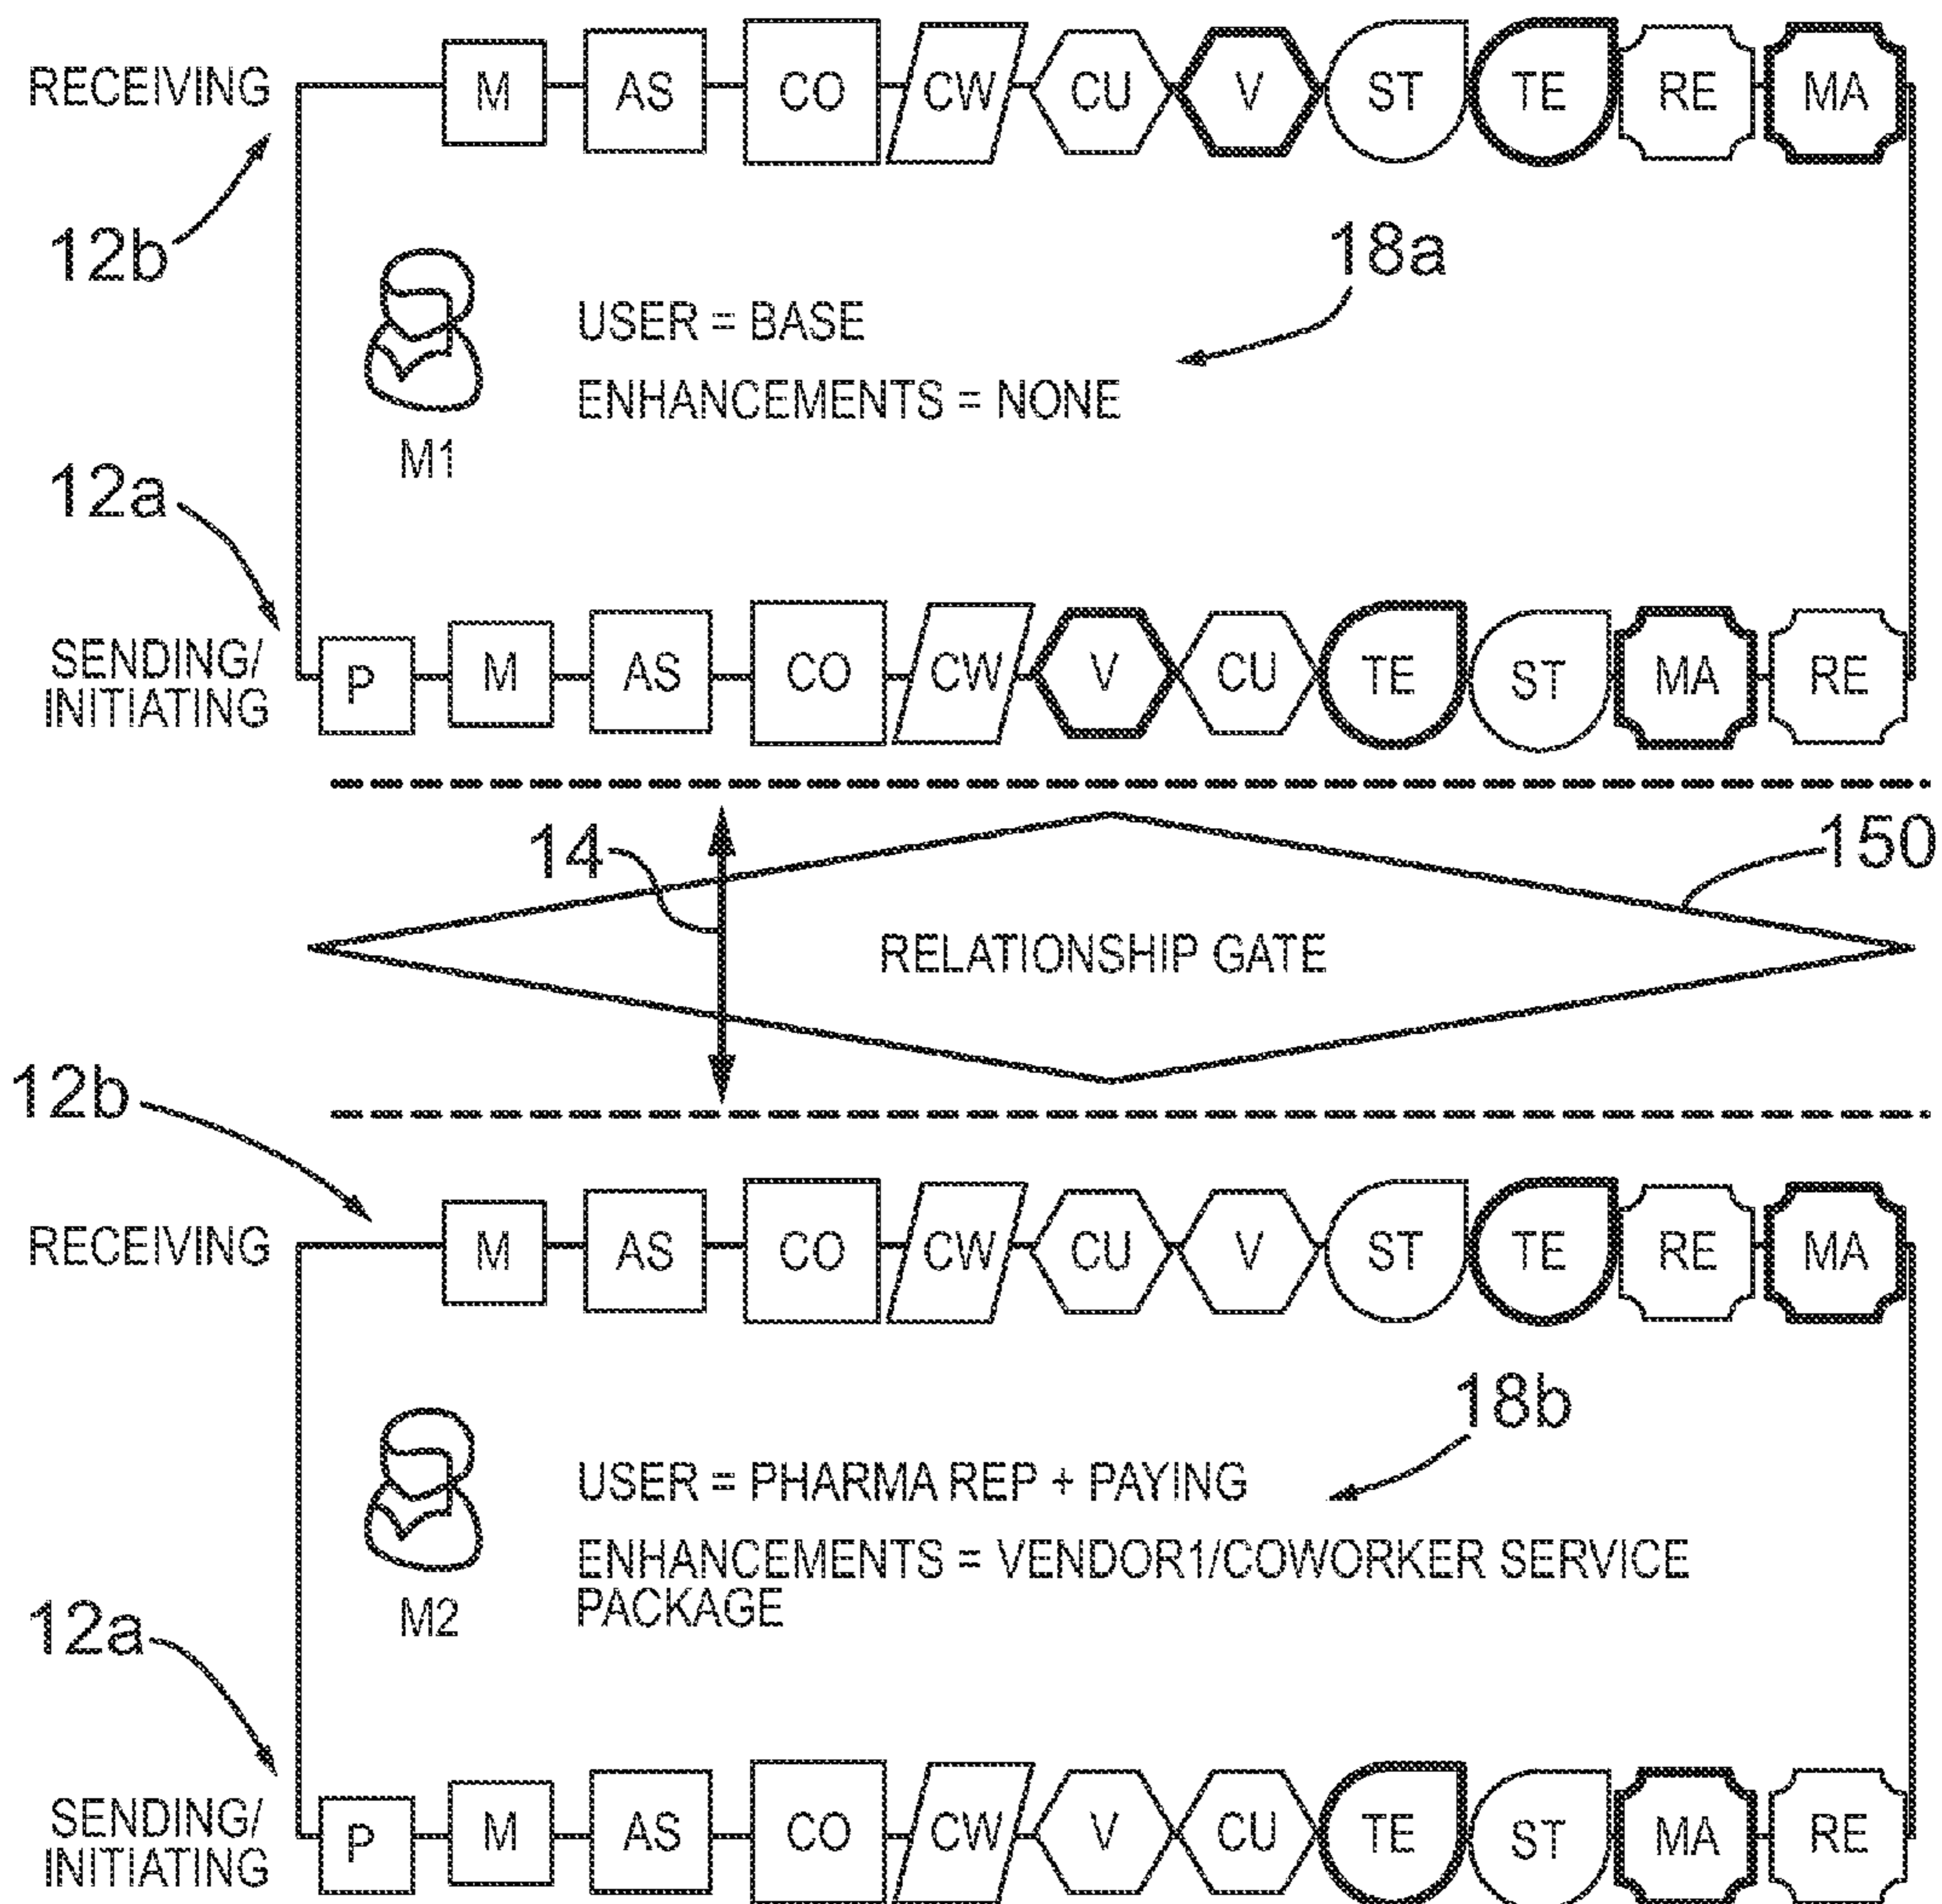 RECEIVING M AS CO CW CU V ST TE RE MA
12b
18a
USER = BASE
ENHANCEMENTS = NONE
M1
12a
SENDING/
INITIATING
P M AS CO CW V CU TE ST MA RE
14
150
RELATIONSHIP GATE
12b
RECEIVING M AS CO CW CU V ST TE RE MA
18b
USER = PHARMA REP + PAYING
ENHANCEMENTS = VENDOR1/COWORKER SERVICE
PACKAGE
M2
12a
SENDING/
INITIATING
P M AS CO CW V CU TE ST MA RE